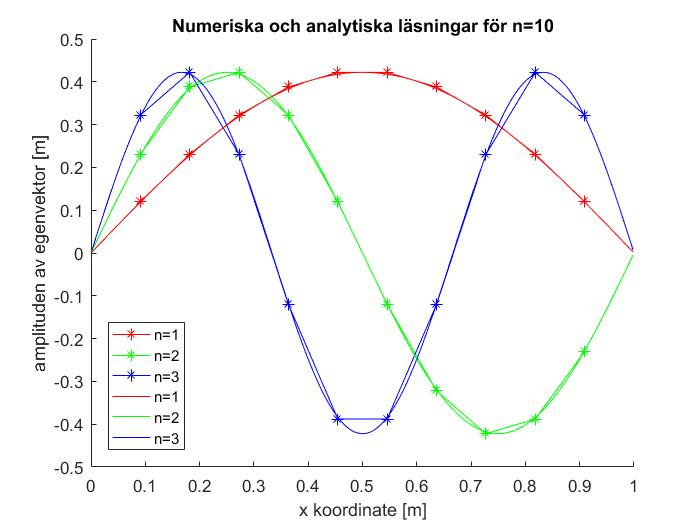 Numeriska och analytiska läsningar för n=10
0.5
0.4
0.3
0.2
0.1
0
-0.1
-0.2
-0.3
-0.4
-0.5
amplituden av egenvektor [m]
n=1
n=2
n=3
n=1
n=2
n=3
0 0.1 0.2 0.3 0.4 0.5 0.6 0.7 0.8 0.9 1
x koordinate [m]